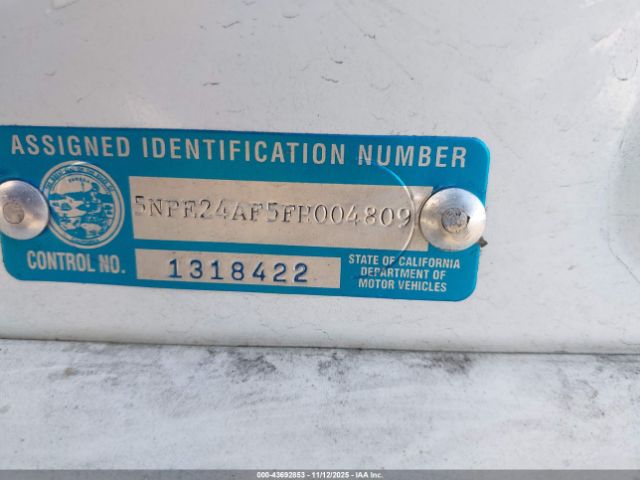 ASSIGNED IDENTIFICATION NUMBER
5NPE24AF5FH004809
CONTROL NO.
1318422
STATE OF CALIFORNIA
DEPARTMENT OF
MOTOR VEHICLES
000-43692853 - 11/12/2025 - © IAA Inc.